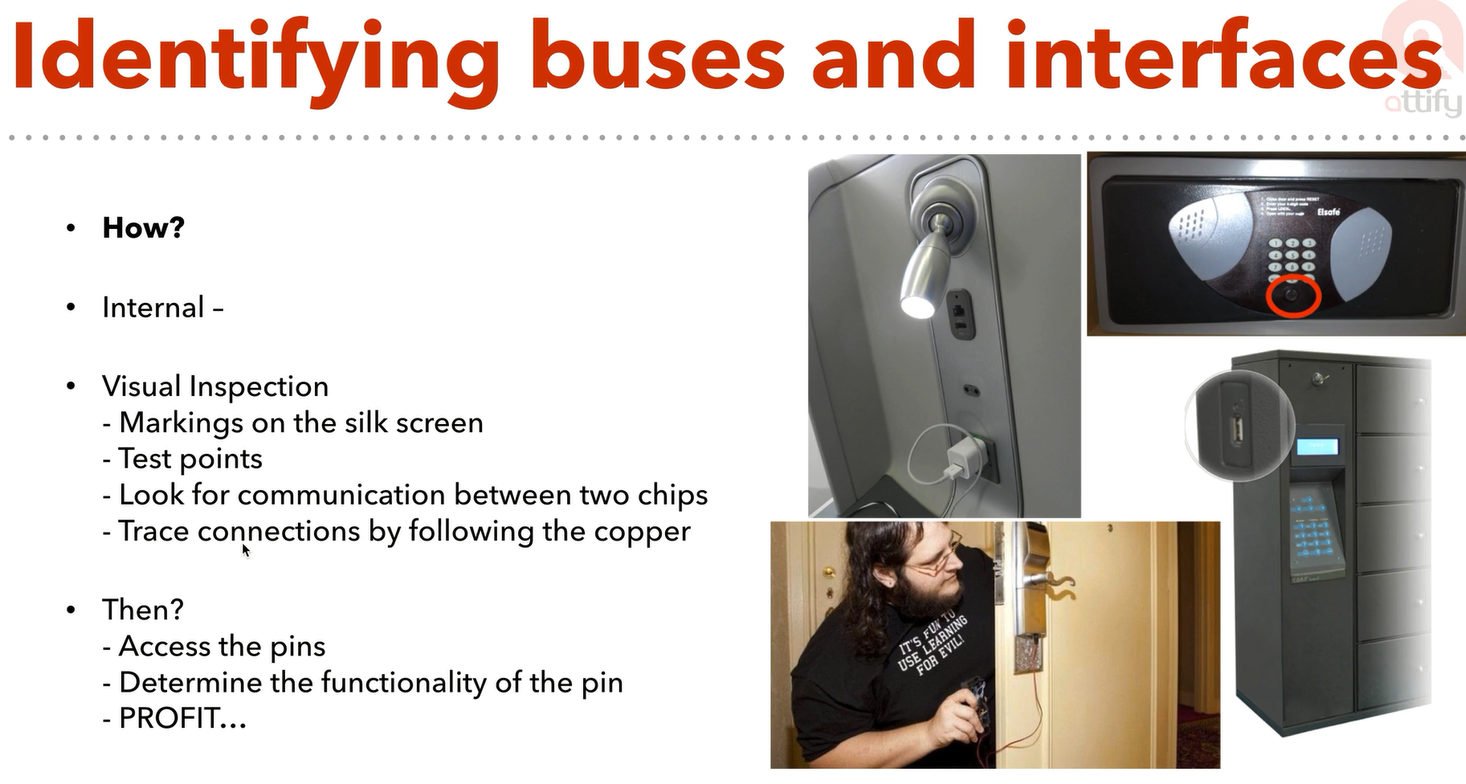 Identifying buses and interfaces
attify
• How?
• Internal –
• Visual Inspection
- Markings on the silk screen
- Test points
- Look for communication between two chips
- Trace connections by following the copper
• Then?
- Access the pins
- Determine the functionality of the pin
- PROFIT...
Elsafe
IT'S FUN TO
USE LEARNING
FOR EVIL!